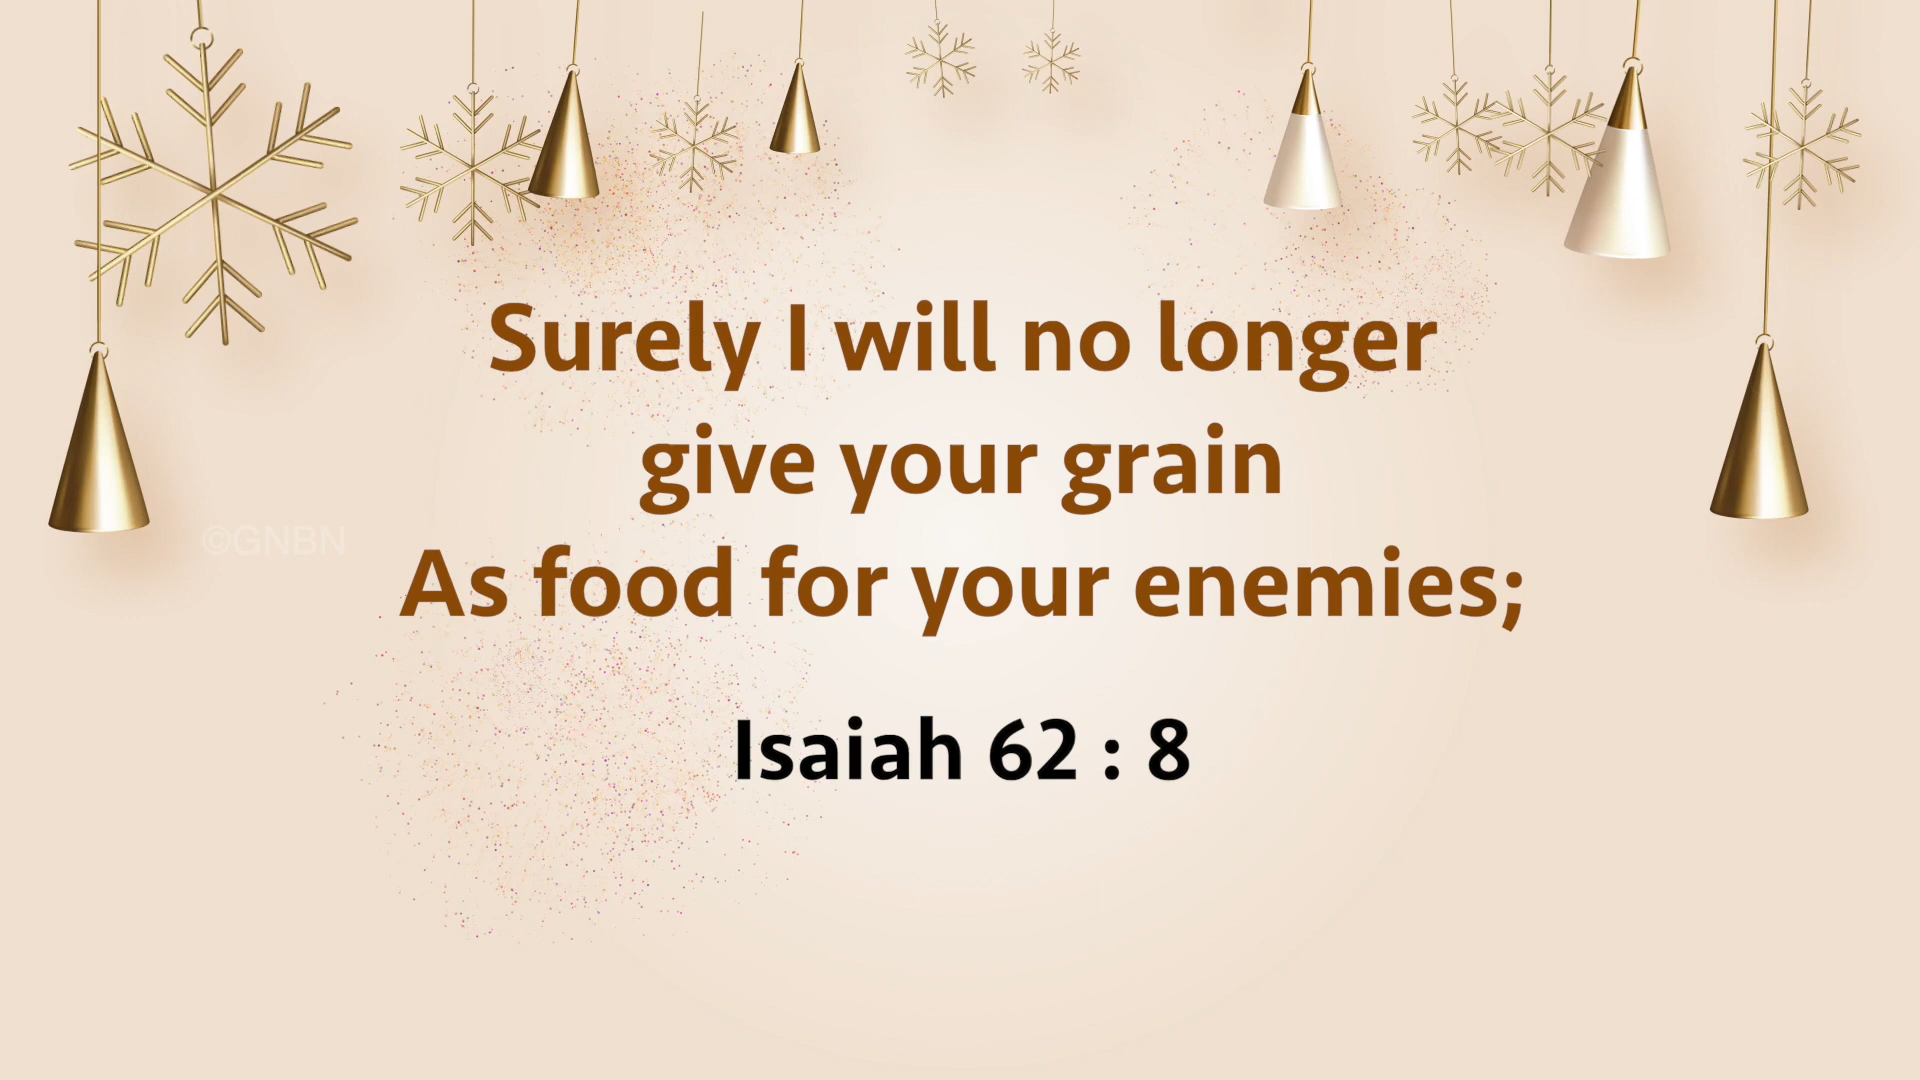 Surely I will no longer
give your grain
©GNBN
As food for your enemies;
Isaiah 62 : 8